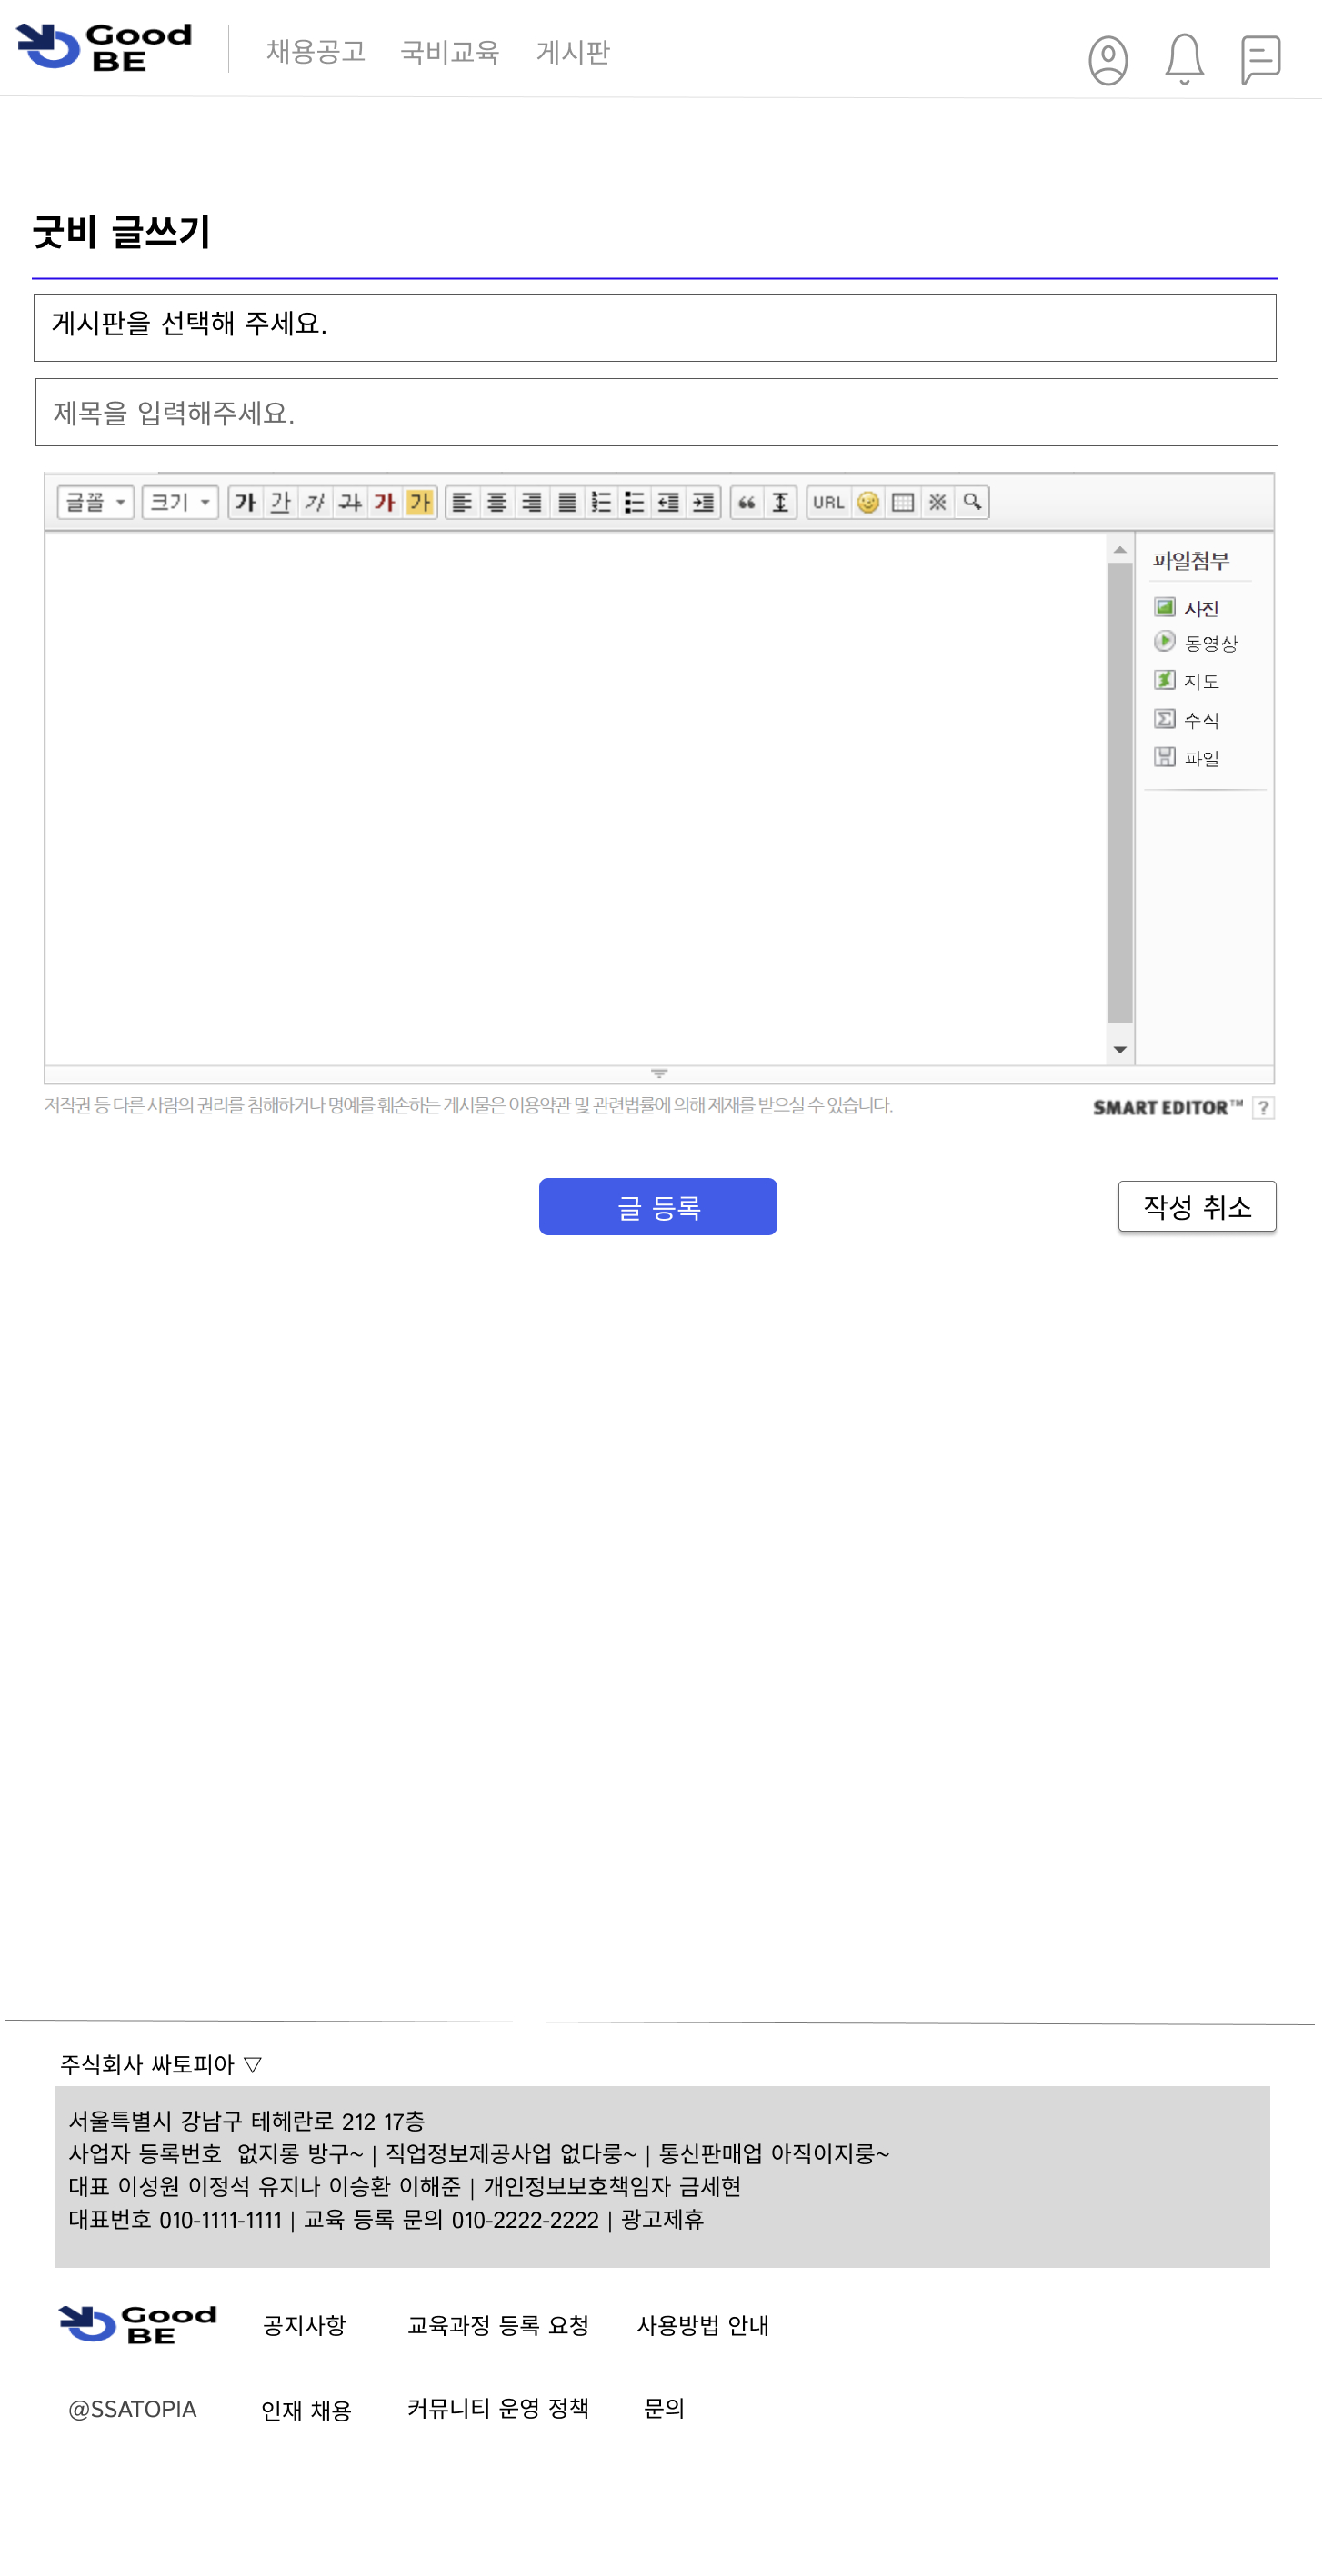 Good
BE
채용공고 국비교육 게시판
굿비 글쓰기
게시판을 선택해 주세요.
제목을 입력해주세요.
글꼴 크기 가 가 가 가 가 가 URL ※
파일첨부
사진
동영상
지도
수식
파일
저작권 등 다른 사람의 권리를 침해하거나 명예를 훼손하는 게시물은 이용약관 및 관련법률에 의해 제재를 받으실 수 있습니다.
SMART EDITOR™ ?
글 등록
작성 취소
주식회사 싸토피아 ▽
서울특별시 강남구 테헤란로 212 17층
사업자 등록번호 없지롱 방구~ | 직업정보제공사업 없다룽~ | 통신판매업 아직이지룽~
대표 이성원 이정석 유지나 이승환 이해준 | 개인정보보호책임자 금세현
대표번호 010-1111-1111 | 교육 등록 문의 010-2222-2222 | 광고제휴
Good
BE
공지사항 교육과정 등록 요청 사용방법 안내
@SSATOPIA 인재 채용 커뮤니티 운영 정책 문의